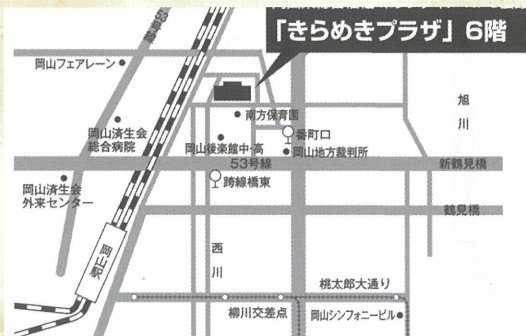 「きらめきプラザ」6階
53号線
岡山フェアレーン
旭川
南方保育園
岡山済生会
総合病院
番町口
岡山後楽館中・高
岡山地方裁判所
53号線
新鶴見橋
岡山済生会
外来センター
跨線橋東
鶴見橋
西川
岡山駅
桃太郎大通り
柳川交差点
岡山シンフォニービル